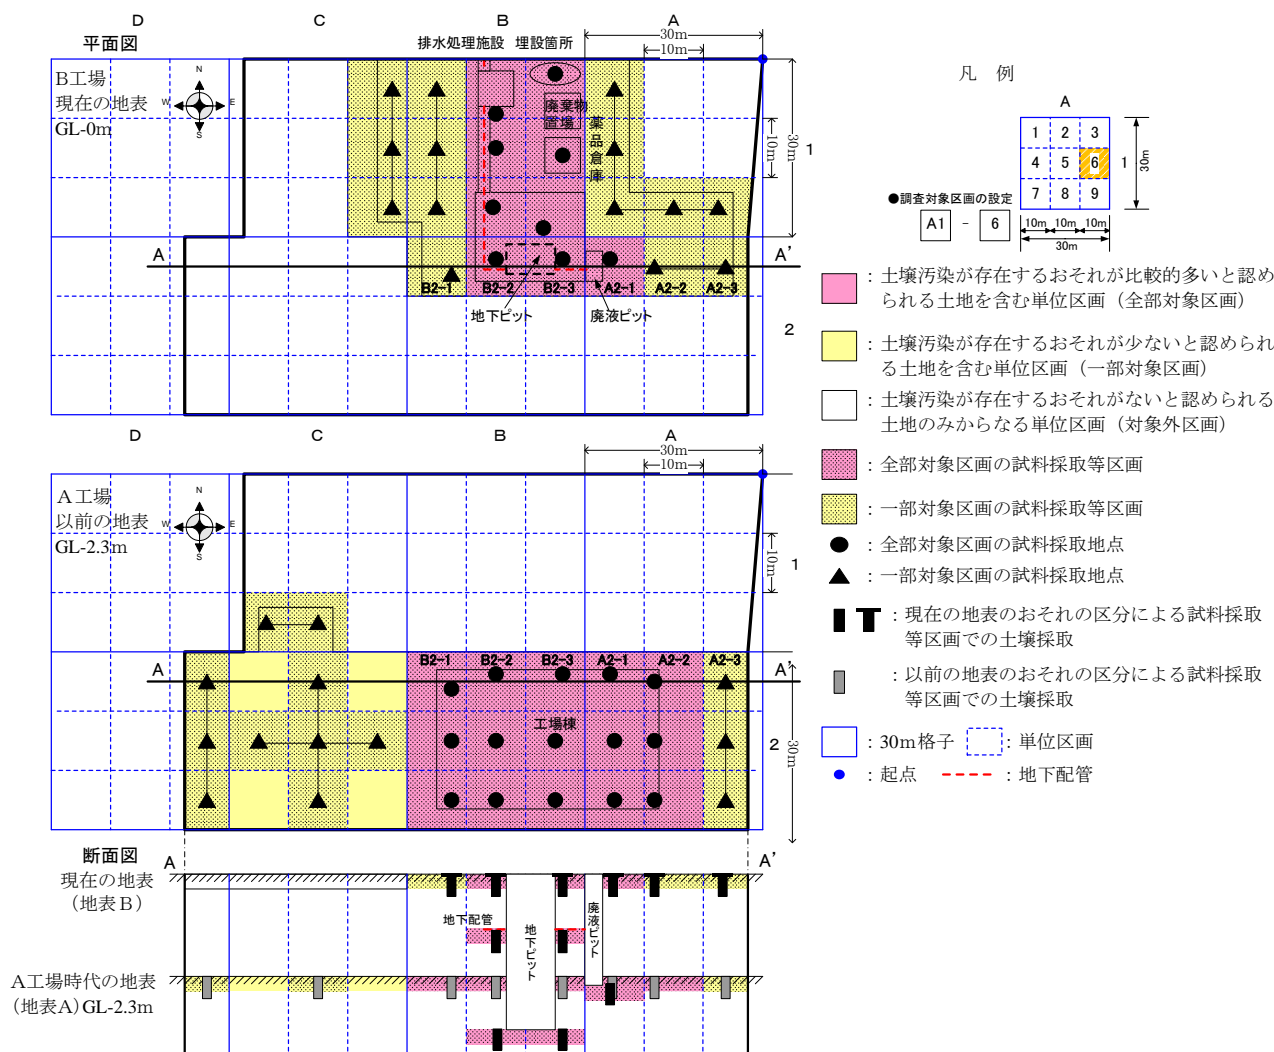 D
C
B
A
平面図
排水処理施設 埋設箇所
30m
10m
B工場
現在の地表
GL-0m
N
W
E
S
廃棄物
置場
薬品倉庫
10m
30m
1
A
A'
B2-1
B2-2
B2-3
A2-1
A2-2
A2-3
地下ピット
廃液ピット
2
D
C
B
A
30m
10m
A工場
以前の地表
GL-2.3m
N
W
E
S
10m
1
A
A'
B2-1
B2-2
B2-3
A2-1
A2-2
A2-3
工場棟
2
30m
断面図
A
A'
現在の地表
(地表B)
地下配管
地下ピット
廃液ピット
A工場時代の地表
(地表A)GL-2.3m
凡 例
A
1 2 3
4 5 6
7 8 9
1
30m
●調査対象区画の設定
A1 - 6
10m 10m 10m
30m
：土壌汚染が存在するおそれが比較的多いと認め
られる土地を含む単位区画（全部対象区画）
：土壌汚染が存在するおそれが少ないと認められ
る土地を含む単位区画（一部対象区画）
：土壌汚染が存在するおそれがないと認められる
土地のみからなる単位区画（対象外区画）
：全部対象区画の試料採取等区画
：一部対象区画の試料採取等区画
：全部対象区画の試料採取地点
：一部対象区画の試料採取地点
：現在の地表のおそれの区分による試料採取
等区画での土壌採取
：以前の地表のおそれの区分による試料採取
等区画での土壌採取
：30m格子 ：単位区画
：起点 ：地下配管